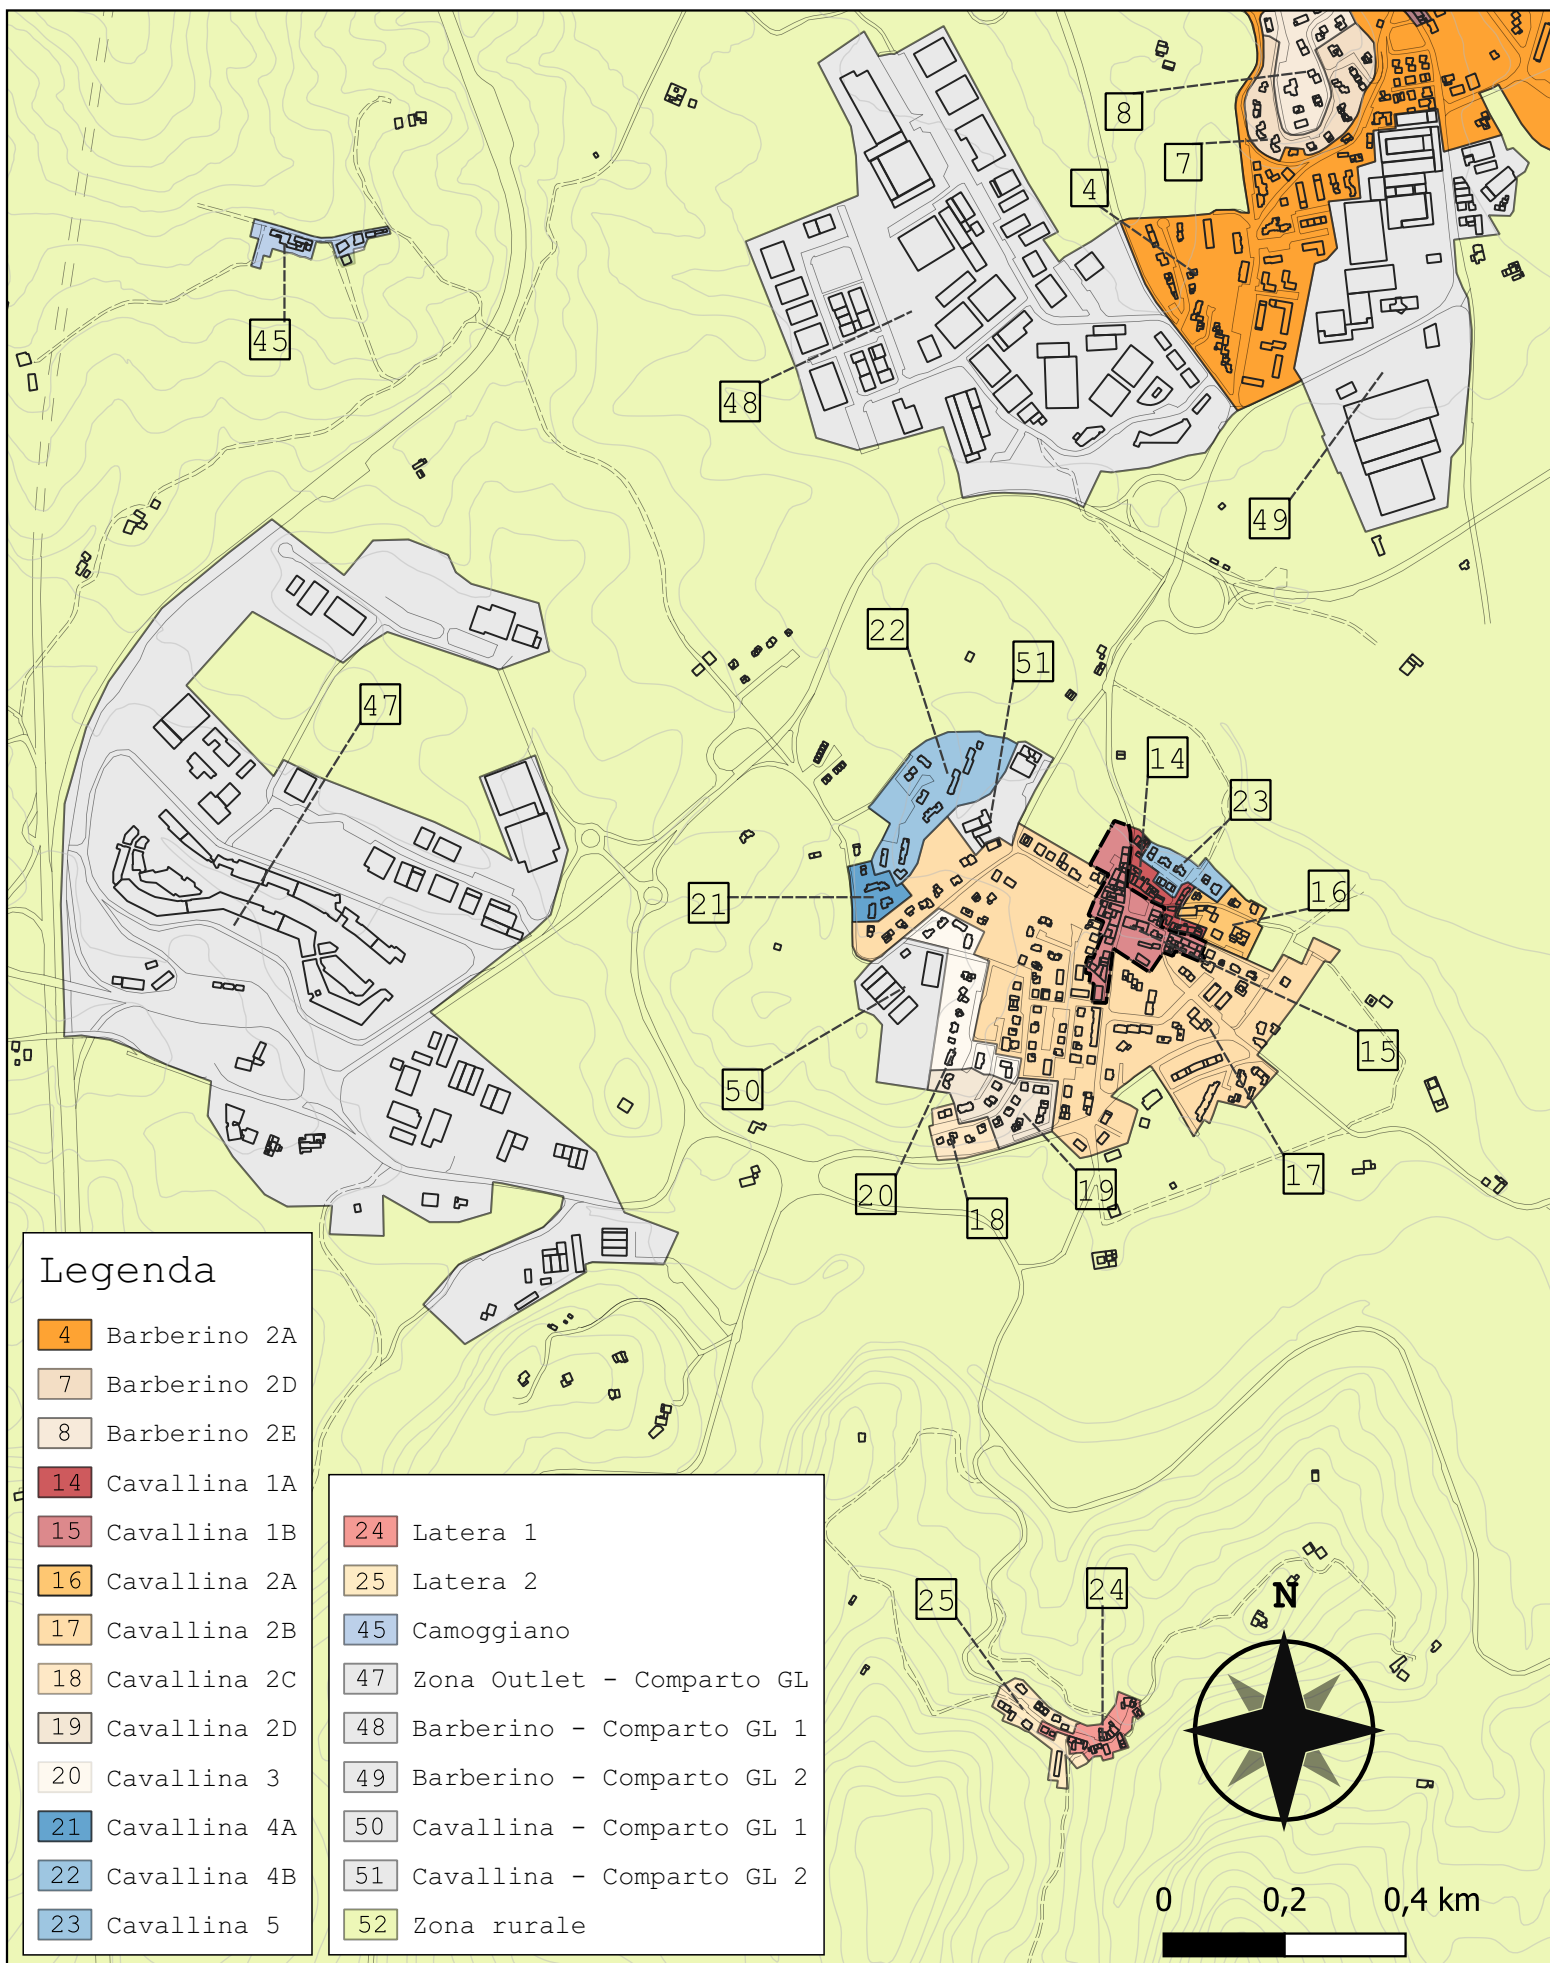 8
7
4
45
48
49
22
51
47
14
23
21
16
15
50
20
18
19
17
25
24
N
0 0,2 0,4 km
Legenda
4 Barberino 2A
7 Barberino 2D
8 Barberino 2E
14 Cavallina 1A
15 Cavallina 1B
16 Cavallina 2A
17 Cavallina 2B
18 Cavallina 2C
19 Cavallina 2D
20 Cavallina 3
21 Cavallina 4A
22 Cavallina 4B
23 Cavallina 5
24 Latera 1
25 Latera 2
45 Camoggiano
47 Zona Outlet - Comparto GL
48 Barberino - Comparto GL 1
49 Barberino - Comparto GL 2
50 Cavallina - Comparto GL 1
51 Cavallina - Comparto GL 2
52 Zona rurale